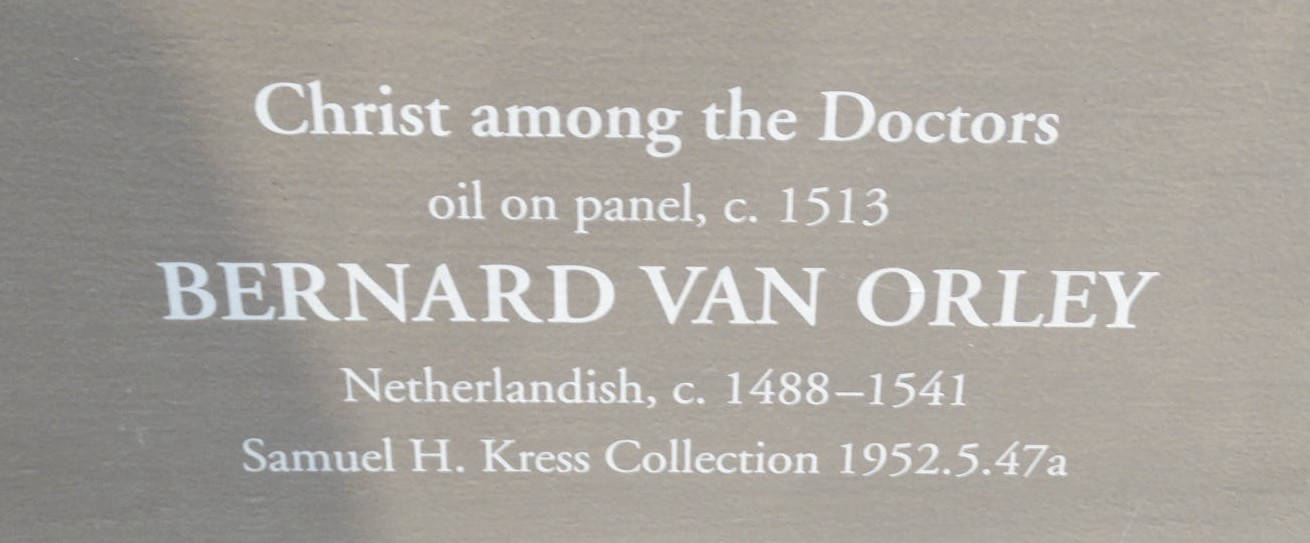 Christ among the Doctors
oil on panel, c. 1513
BERNARD VAN ORLEY
Netherlandish, c. 1488–1541
Samuel H. Kress Collection 1952.5.47a